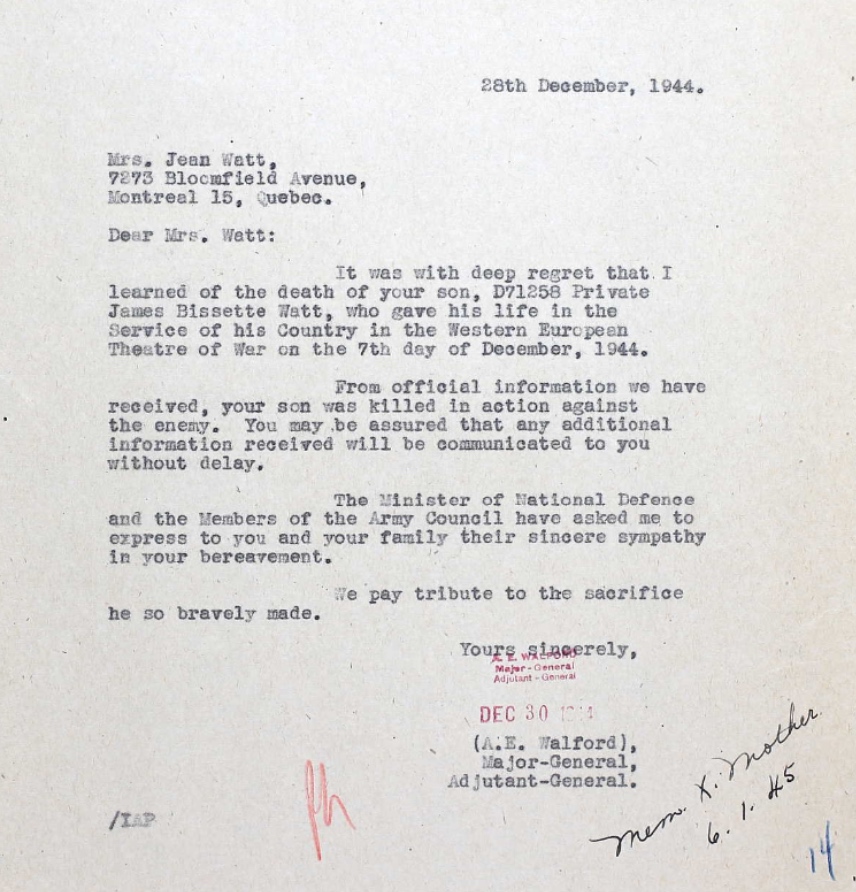 28th December, 1944.
Mrs. Jean Watt,
7273 Bloomfield Avenue,
Montreal 15, Quebec.
Dear Mrs. Watt:
It was with deep regret that I
learned of the death of your son, D71258 Private
James Bissette Watt, who gave his life in the
Service of his Country in the Western European
Theatre of War on the 7th day of December, 1944.
From official information we have
received, your son was killed in action against
the enemy. You may be assured that any additional
information received will be communicated to you
without delay.
The Minister of National Defence
and the Members of the Army Council have asked me to
express to you and your family their sincere sympathy
in your bereavement.
We pay tribute to the sacrifice
he so bravely made.
Yours sincerely,
A. E. WALFORD
Major - General
Adjutant - General
DEC 30 1944
(A.E. Walford),
Major-General,
Adjutant-General.
/IAP
Mem. X. Mother
6. 1. 45
14